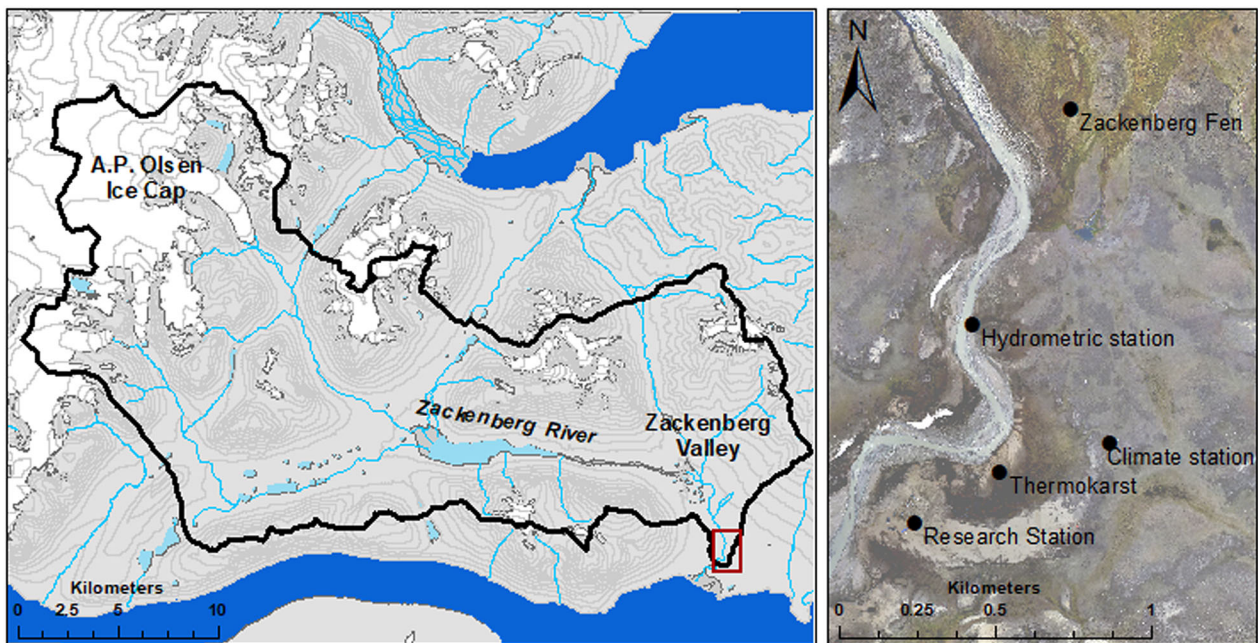 A.P. Olsen
Ice Cap
Zackenberg River
Zackenberg
Valley
Kilometers
0 2.5 5 10
N
Zackenberg Fen
Hydrometric station
Climate station
Thermokarst
Research Station
Kilometers
0 0.25 0.5 1